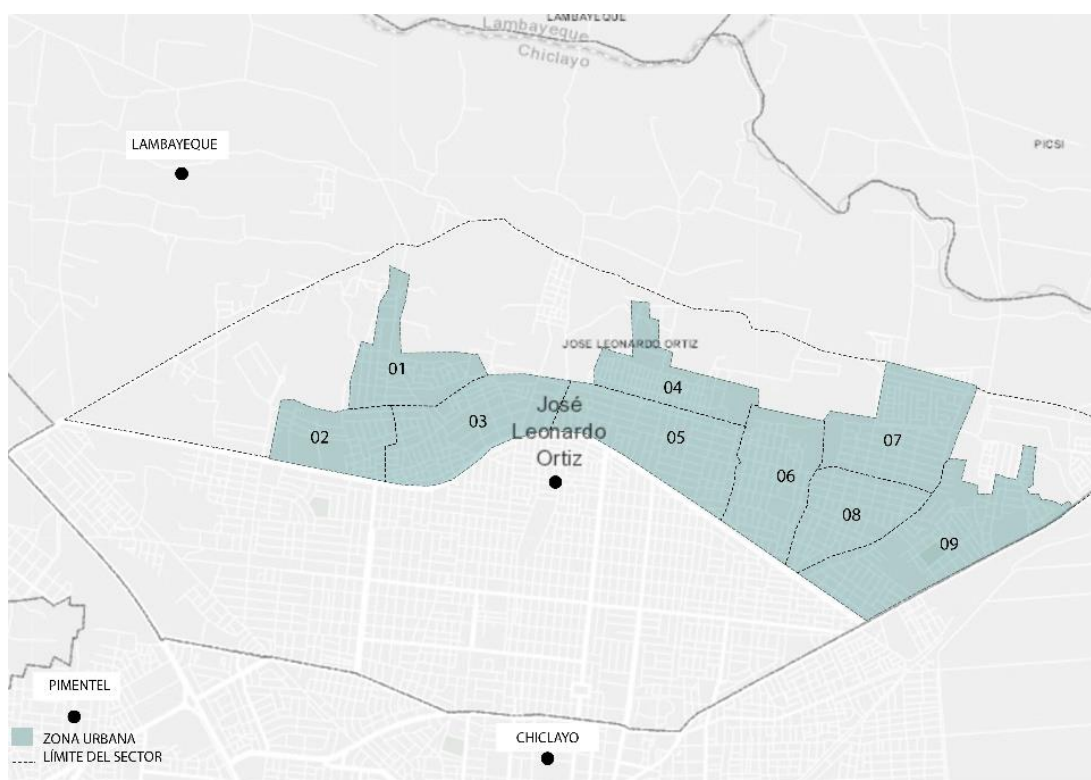 LAMBAYEQUE
Lambayeque
Chiclayo
LAMBAYEQUE
PICSI
01
JOSE LEONARDO ORTIZ
04
02
03
José
Leonardo
Ortiz
05
06
07
08
09
PIMENTEL
ZONA URBANA
LÍMITE DEL SECTOR
CHICLAYO